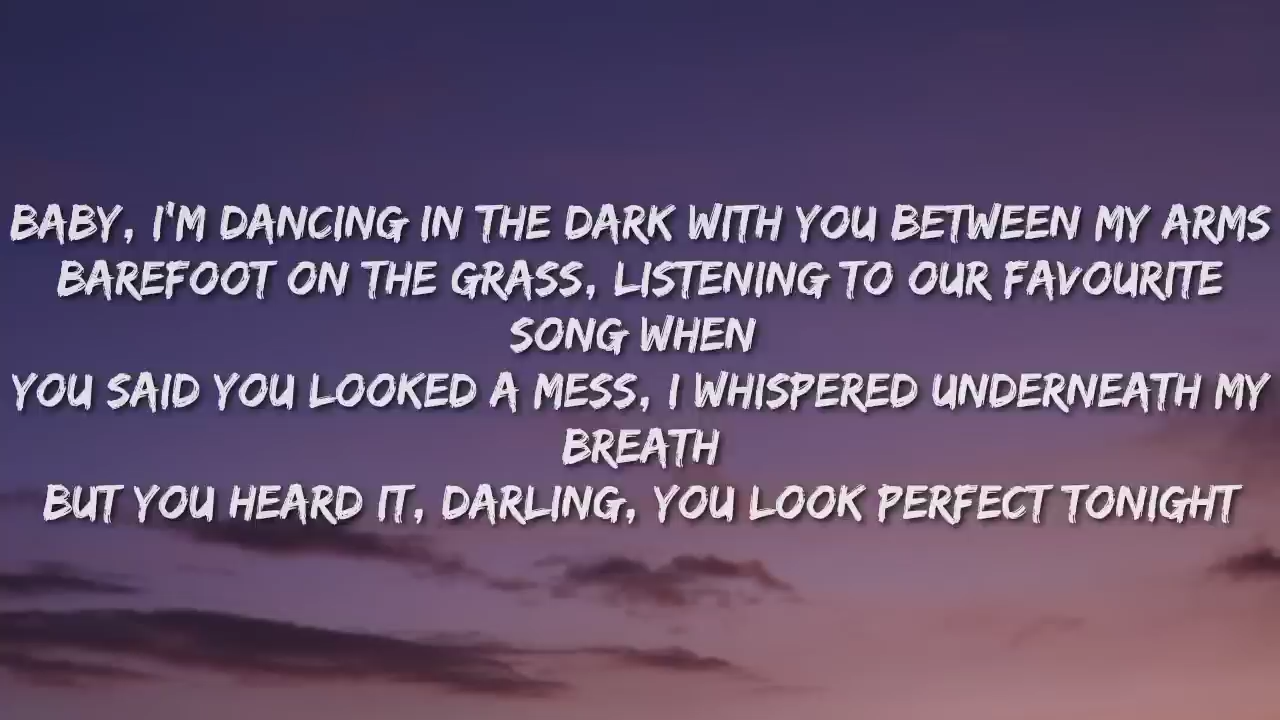 BABY, I'M DANCING IN THE DARK WITH YOU BETWEEN MY ARMS
BAREFOOT ON THE GRASS, LISTENING TO OUR FAVOURITE
SONG WHEN
YOU SAID YOU LOOKED A MESS, I WHISPERED UNDERNEATH MY
BREATH
BUT YOU HEARD IT, DARLING, YOU LOOK PERFECT TONIGHT